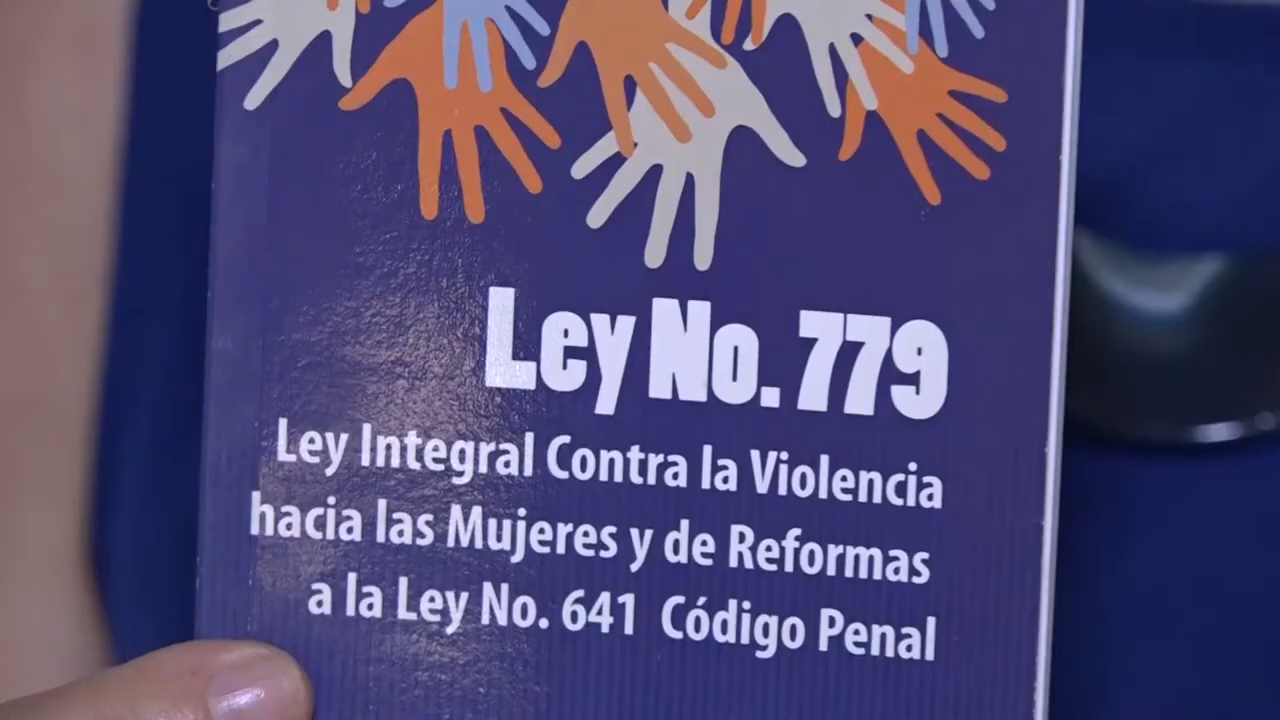 Ley No. 779
Ley Integral Contra la Violencia
hacia las Mujeres y de Reformas
a la Ley No. 641 Código Penal